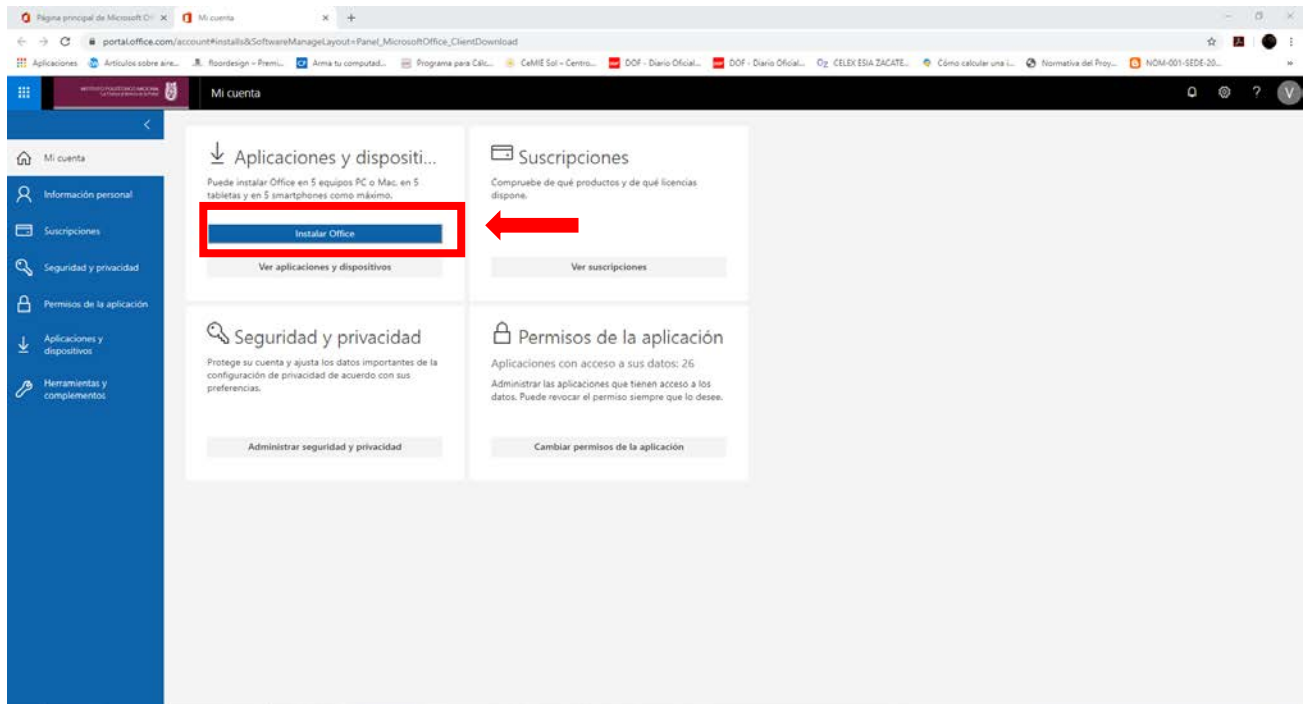 Página principal de Microsoft Of
Mi cuenta
portal.office.com/account#installs&SoftwareManageLayout=Panel_MicrosoftOffice_ClientDownload
Aplicaciones
Artículos sobre aire...
floordesign – Premi...
Arma tu computad...
Programa para Cálc...
CeMIE Sol – Centro...
DOF - Diario Oficial...
DOF - Diario Oficial...
CELEX ESIA ZACATE...
Cómo calcular una i...
Normativa del Proy...
NOM-001-SEDE-20...
Mi cuenta
?
V
Mi cuenta
Información personal
Suscripciones
Seguridad y privacidad
Permisos de la aplicación
Aplicaciones y
dispositivos
Herramientas y
complementos
Aplicaciones y dispositi...
Puede instalar Office en 5 equipos PC o Mac, en 5
tabletas y en 5 smartphones como máximo.
Instalar Office
Ver aplicaciones y dispositivos
Suscripciones
Compruebe de qué productos y de qué licencias
dispone.
Ver suscripciones
Seguridad y privacidad
Protege su cuenta y ajusta los datos importantes de la
configuración de privacidad de acuerdo con sus
preferencias.
Administrar seguridad y privacidad
Permisos de la aplicación
Aplicaciones con acceso a sus datos: 26
Administrar las aplicaciones que tienen acceso a los
datos. Puede revocar el permiso siempre que lo desee.
Cambiar permisos de la aplicación